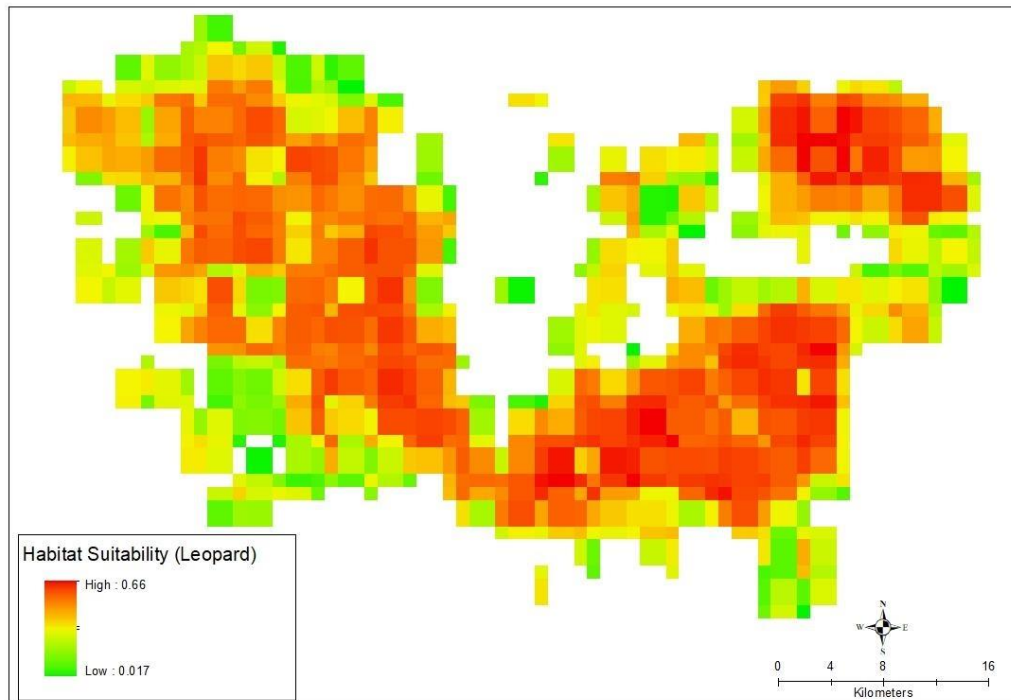 Habitat Suitability (Leopard)
High : 0.66
Low : 0.017
N
W E
S
0 4 8 16
Kilometers